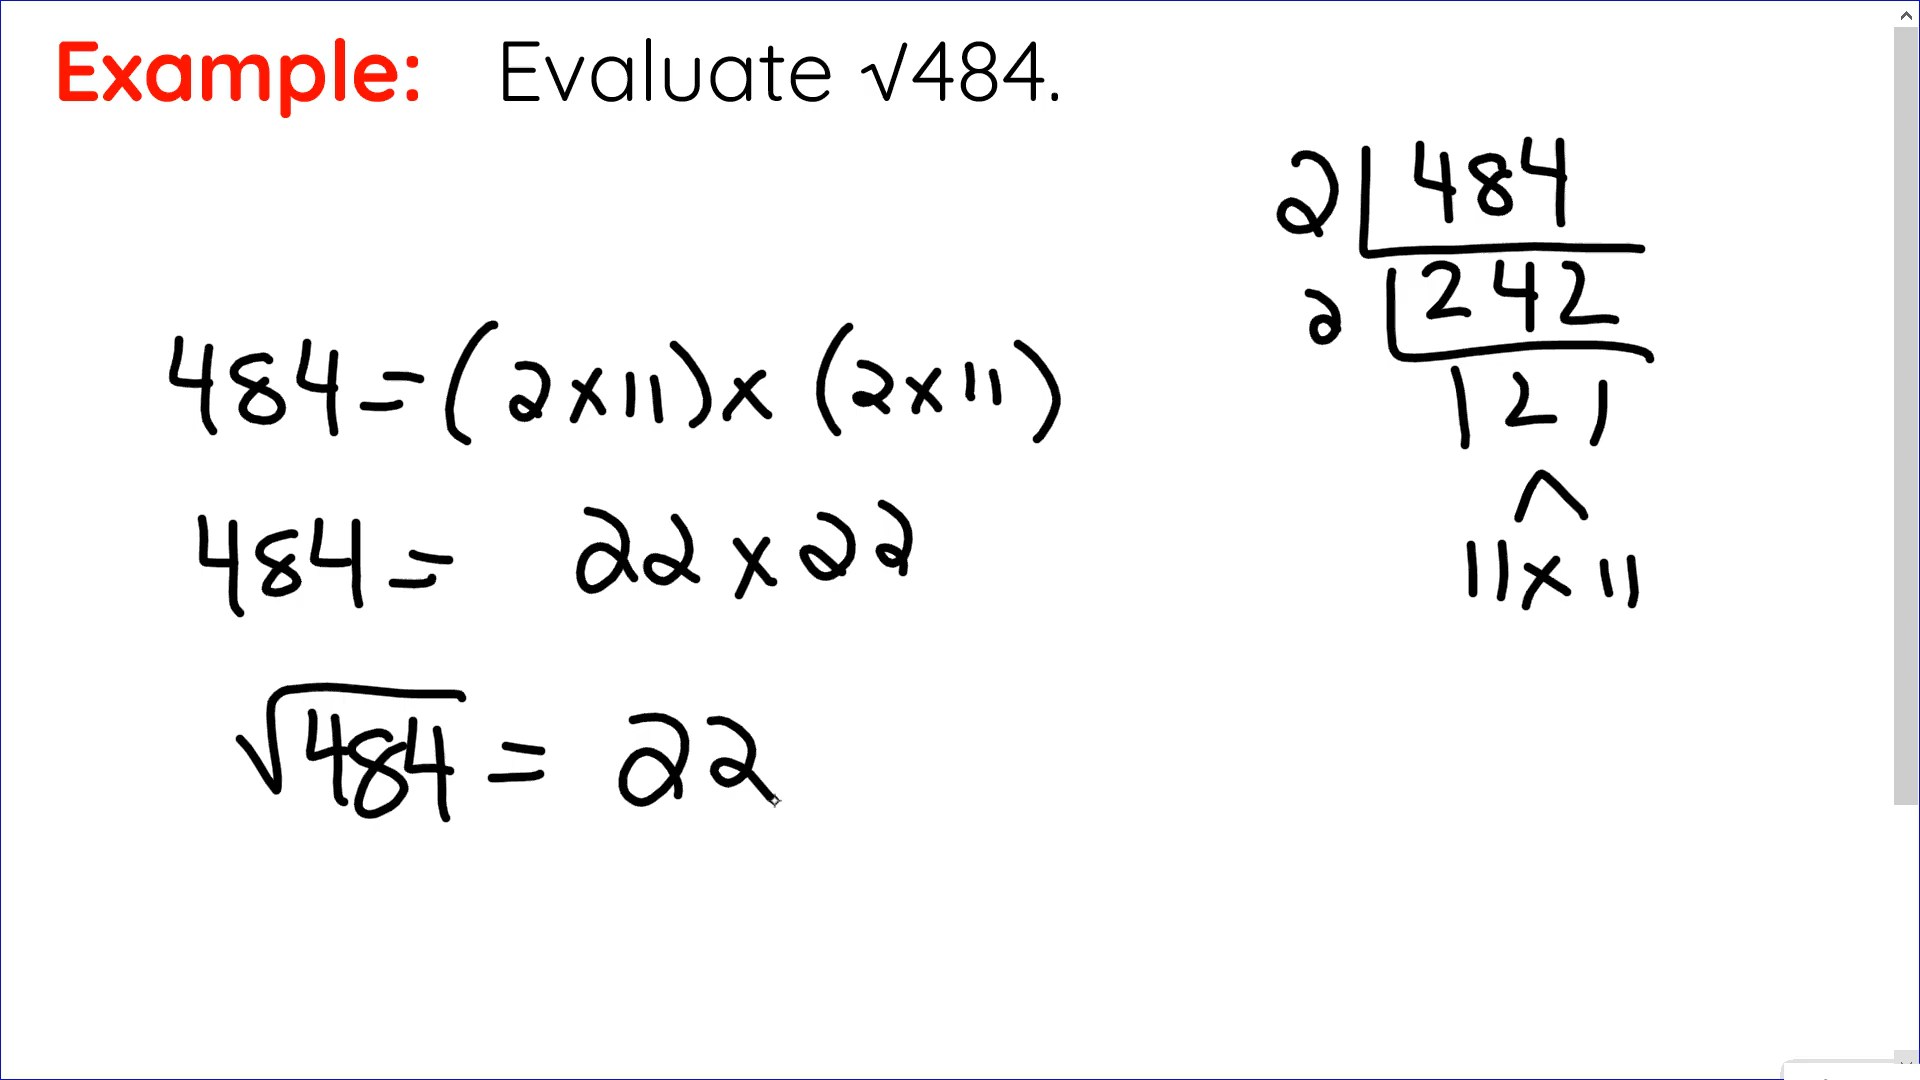 Example: Evaluate √484.
2 | 484
2 | 242
121
^
11 x 11
484 = (2 x 11) x (2 x 11)
484 = 22 x 22
√484 = 22